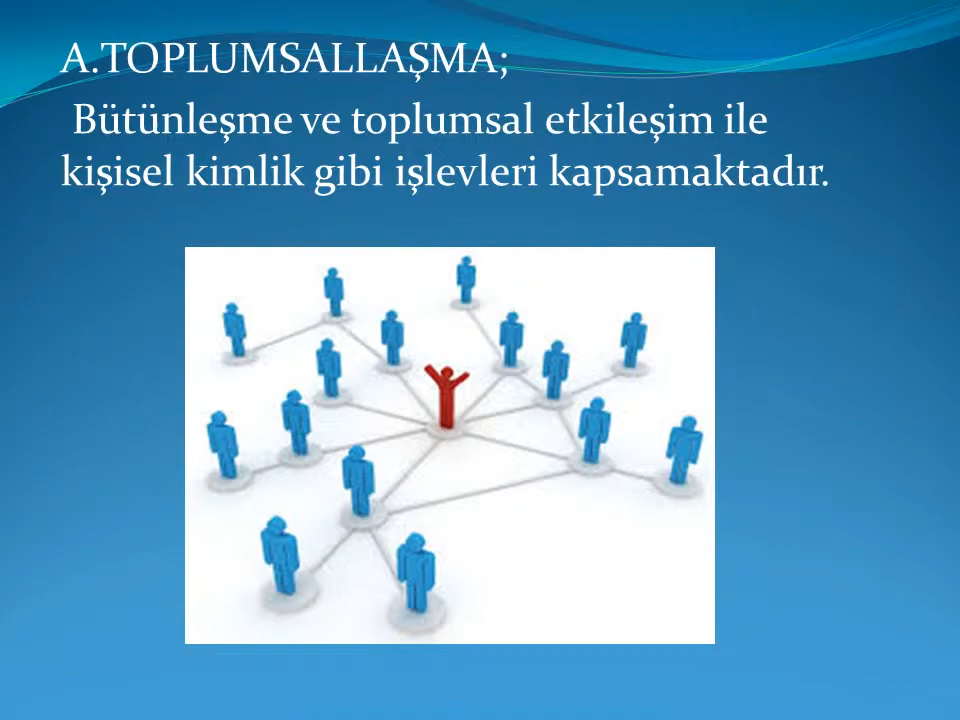 A.TOPLUMSALLAŞMA;
Bütünleşme ve toplumsal etkileşim ile
kişisel kimlik gibi işlevleri kapsamaktadır.